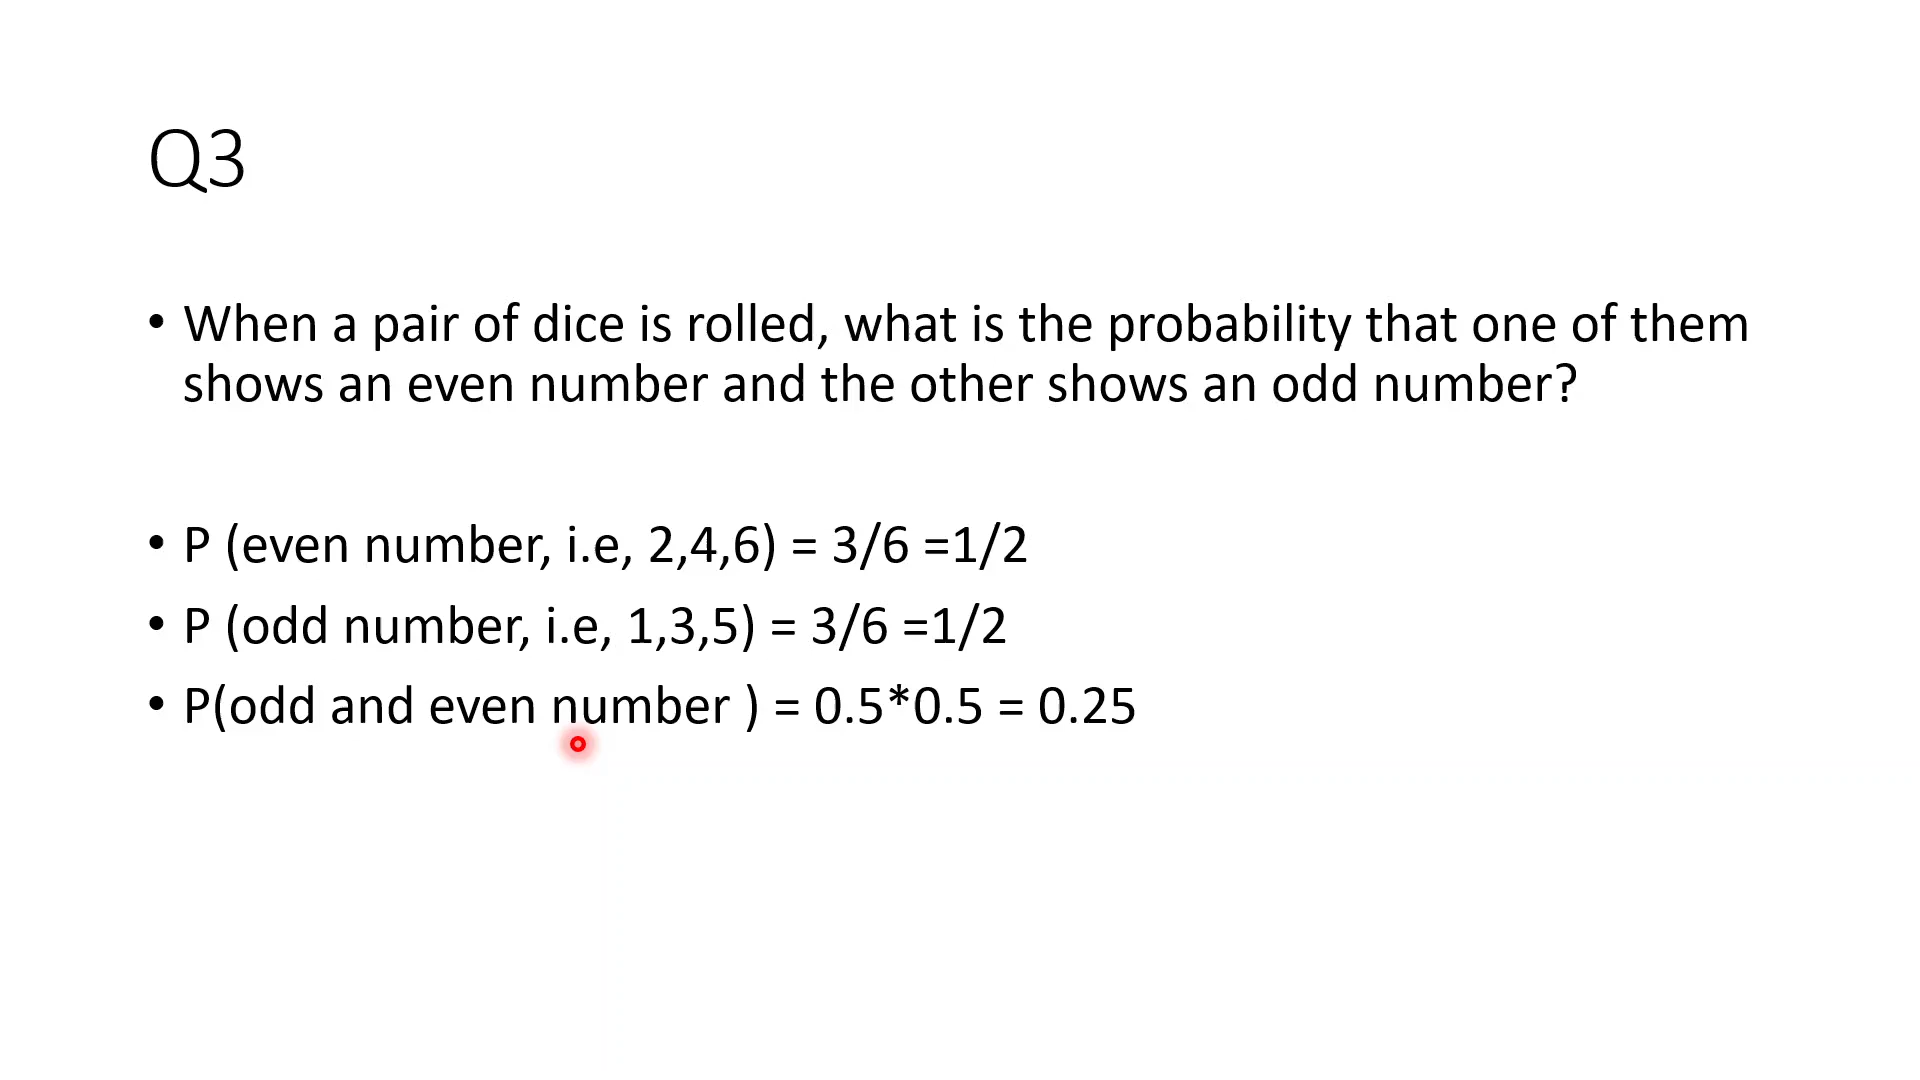 Q3
• When a pair of dice is rolled, what is the probability that one of them
shows an even number and the other shows an odd number?
• P (even number, i.e, 2,4,6) = 3/6 =1/2
• P (odd number, i.e, 1,3,5) = 3/6 =1/2
• P(odd and even number ) = 0.5*0.5 = 0.25